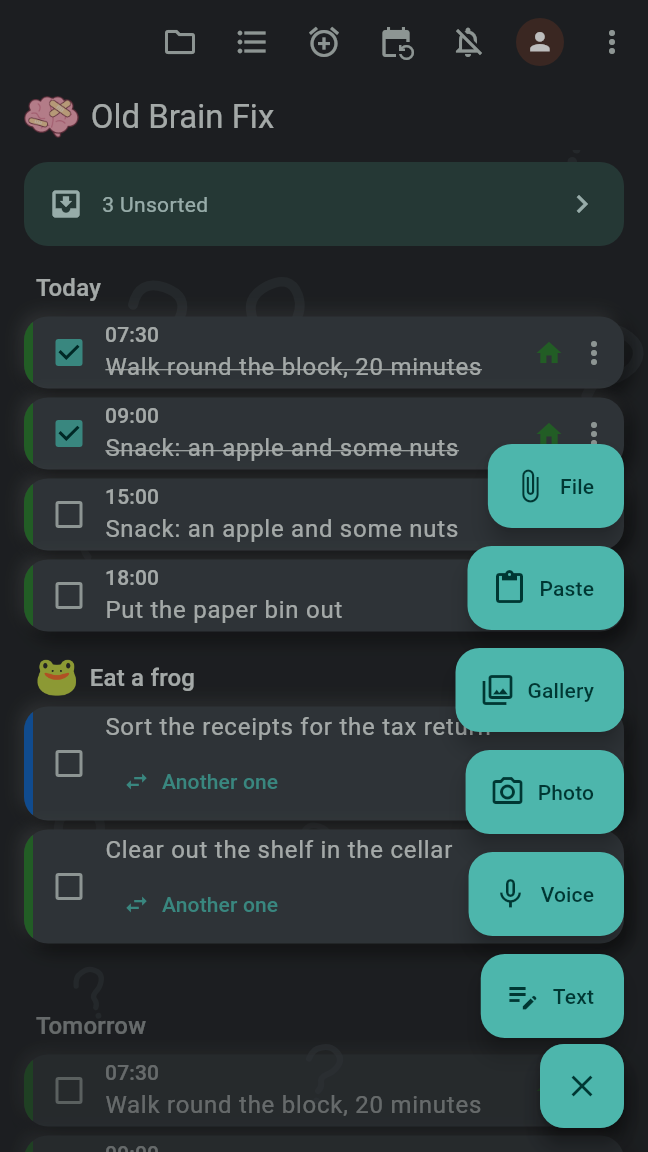 Old Brain Fix
3 Unsorted
Today
07:30
Walk round the block, 20 minutes
09:00
Snack: an apple and some nuts
File
15:00
Snack: an apple and some nuts
Paste
18:00
Put the paper bin out
Eat a frog
Gallery
Sort the receipts for the tax return
Another one
Photo
Clear out the shelf in the cellar
Another one
Voice
Text
Tomorrow
07:30
Walk round the block, 20 minutes
09:00